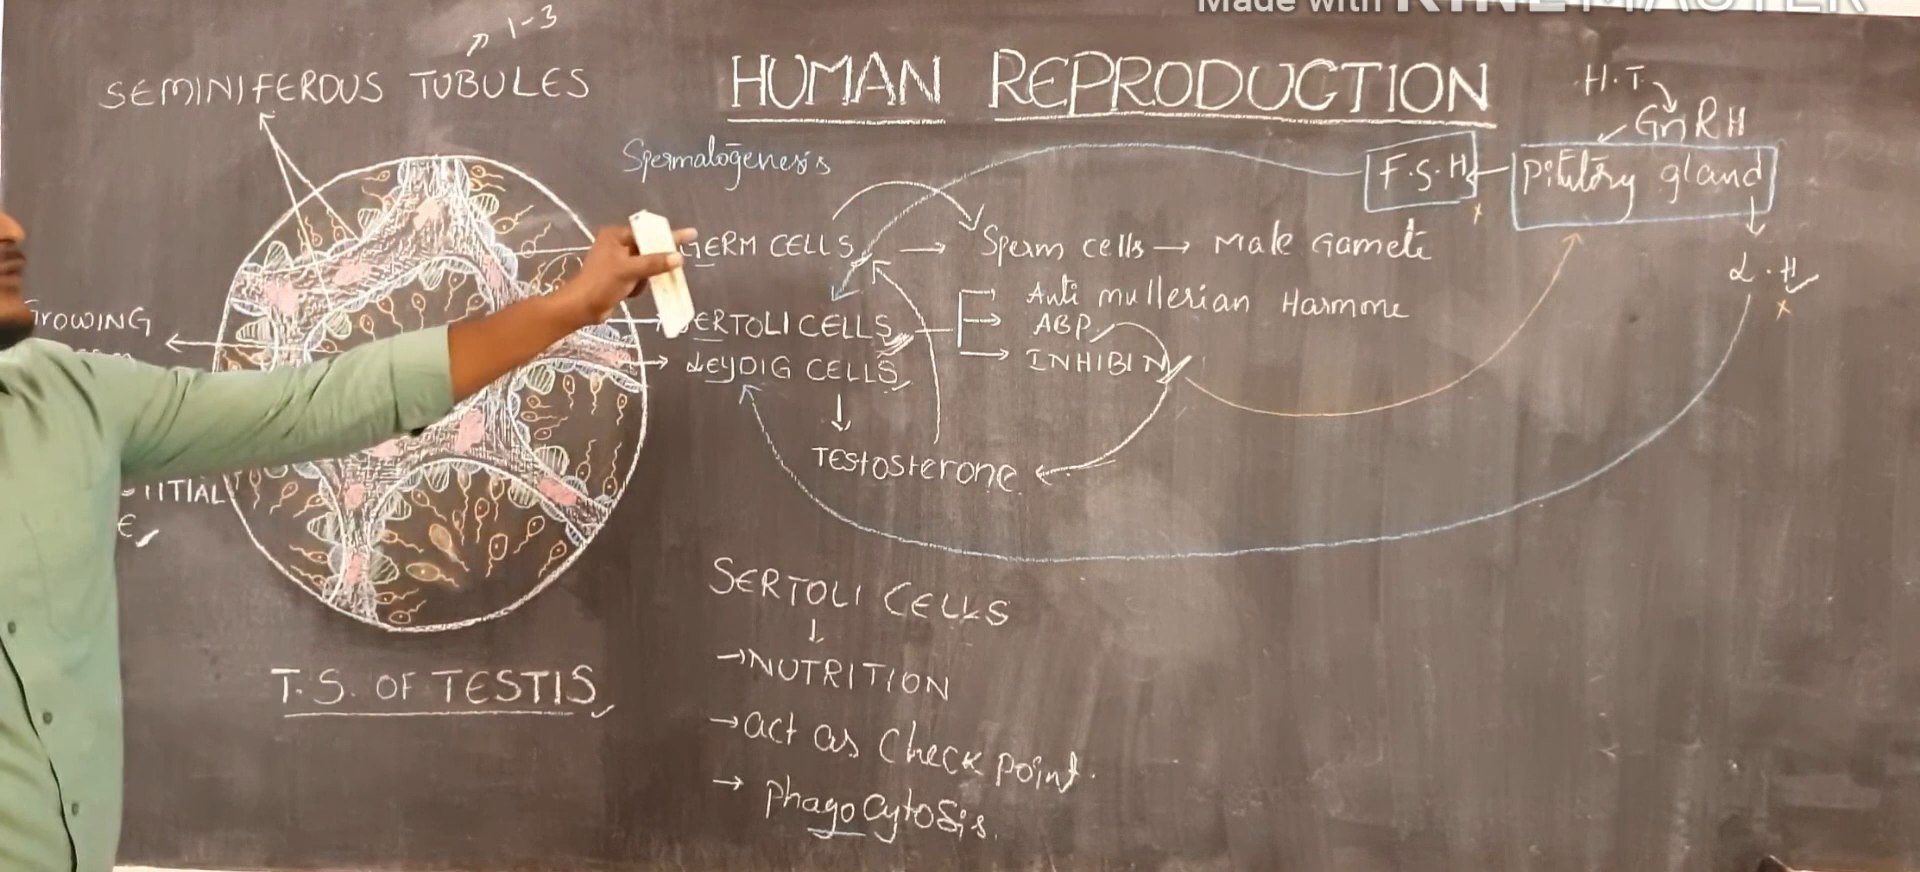 Made with KINEMASTER
1-3
SEMINIFEROUS TUBULES
HUMAN REPRODUCTION
H.T.
GnRH
Spermatogenesis
F.S.H
Pitutory gland
GERM CELLS
Sperm cells → Male Gamete
L.H
Anti mullerian Harmone
GROWING
SERTOLI CELLS
ABP
LEYDIG CELLS
INHIBIN
TESTOSTERONE
SERTOLI CELLS
→NUTRITION
T.S. OF TESTIS
→act as Check point.
→ Phagocytosis.